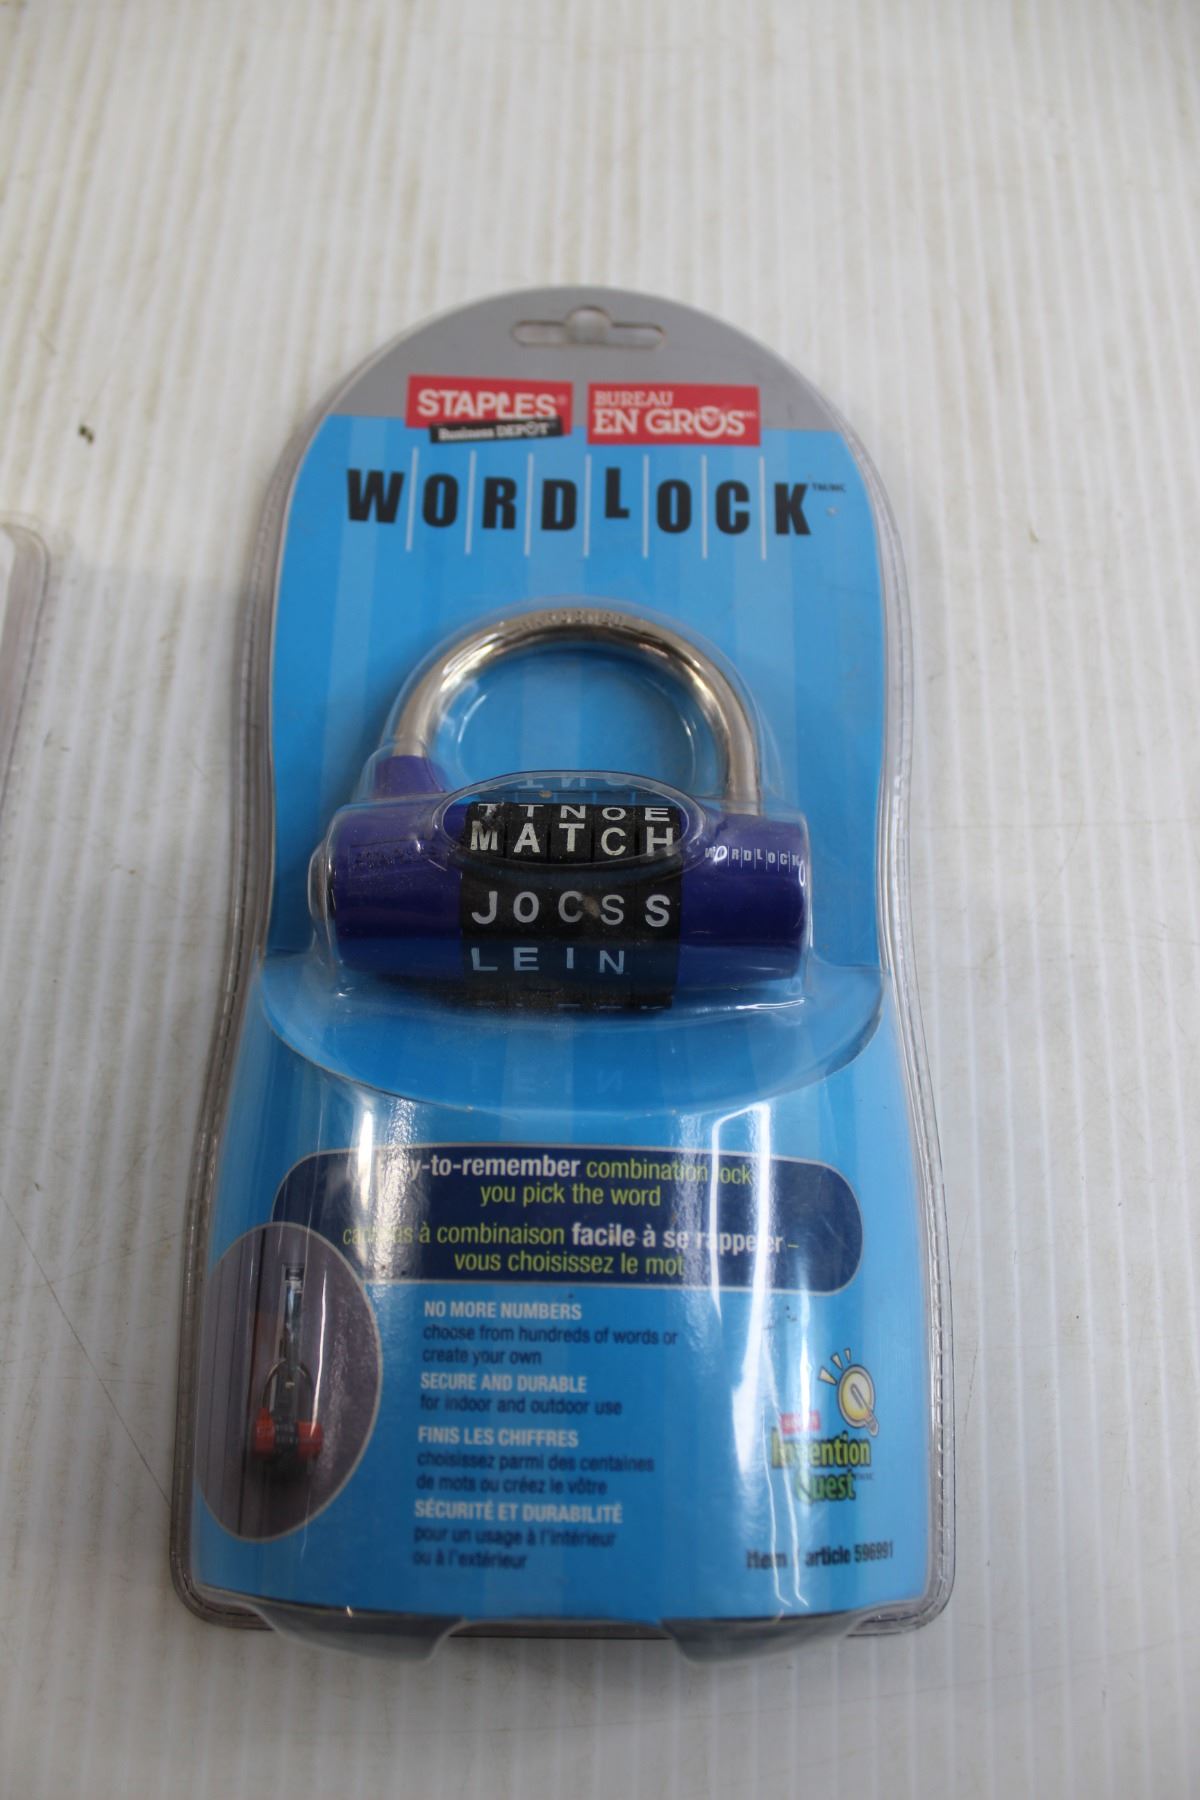 STAPLES
Business DEPOT
BUREAU
EN GROS
WORDLOCK
TTNOE
MATCH
WORDLOCK
JOCSS
LEIN
-to-remember combination lock
you pick the word
à combinaison facile à se rappeler –
vous choisissez le mot
NO MORE NUMBERS
choose from hundreds of words or
create your own
SECURE AND DURABLE
for indoor and outdoor use
FINIS LES CHIFFRES
choisissez parmi des centaines
de mots ou créez le vôtre
SÉCURITÉ ET DURABILITÉ
pour un usage à l'intérieur
ou à l'extérieur
Invention
Quest
Item / article 596991